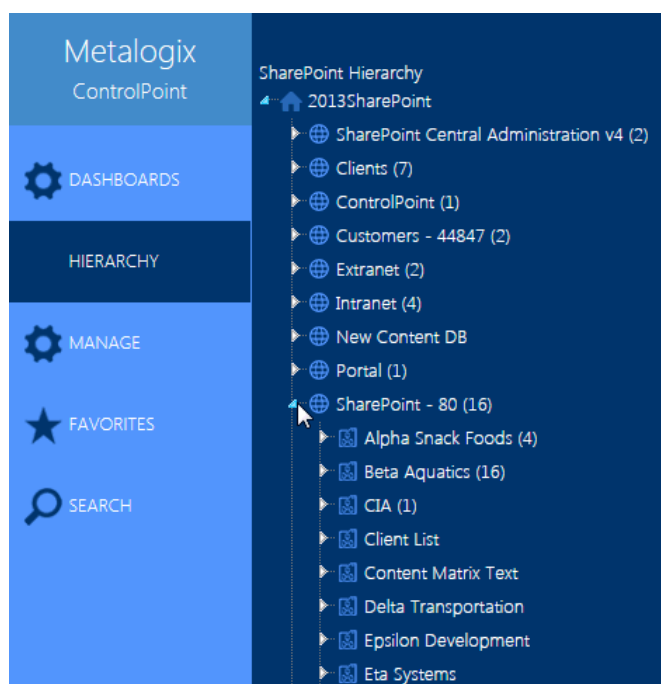 Metalogix
ControlPoint
DASHBOARDS
HIERARCHY
MANAGE
FAVORITES
SEARCH
SharePoint Hierarchy
2013SharePoint
SharePoint Central Administration v4 (2)
Clients (7)
ControlPoint (1)
Customers - 44847 (2)
Extranet (2)
Intranet (4)
New Content DB
Portal (1)
SharePoint - 80 (16)
Alpha Snack Foods (4)
Beta Aquatics (16)
CIA (1)
Client List
Content Matrix Text
Delta Transportation
Epsilon Development
Eta Systems